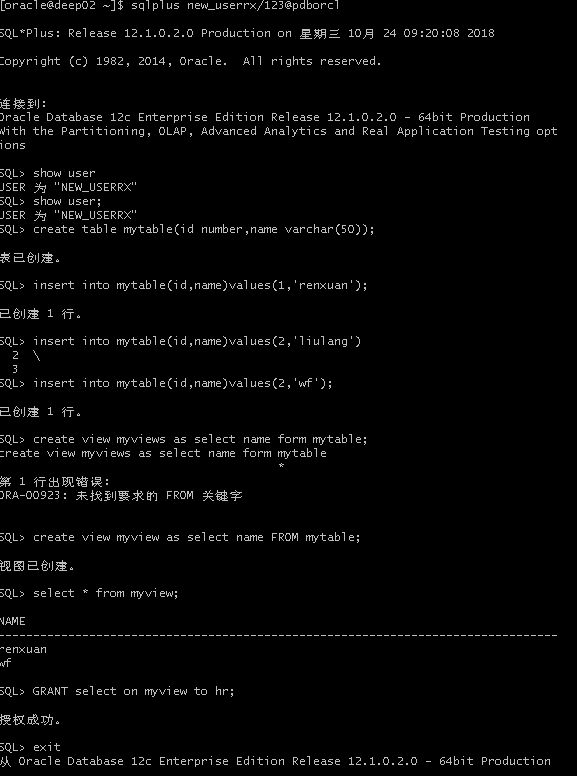 [oracle@deep02 ~]$ sqlplus new_userrx/123@pdborcl
SQL*Plus: Release 12.1.0.2.0 Production on 星期三 10月 24 09:20:08 2018
Copyright (c) 1982, 2014, Oracle.  All rights reserved.
连接到:
Oracle Database 12c Enterprise Edition Release 12.1.0.2.0 - 64bit Production
With the Partitioning, OLAP, Advanced Analytics and Real Application Testing opt
ions
SQL> show user
USER 为 "NEW_USERRX"
SQL> show user;
USER 为 "NEW_USERRX"
SQL> create table mytable(id number,name varchar(50));
表已创建。
SQL> insert into mytable(id,name)values(1,'renxuan');
已创建 1 行。
SQL> insert into mytable(id,name)values(2,'liulang')
  2  \
  3
SQL> insert into mytable(id,name)values(2,'wf');
已创建 1 行。
SQL> create view myviews as select name form mytable;
create view myviews as select name form mytable
*
第 1 行出现错误:
ORA-00923: 未找到要求的 FROM 关键字
SQL> create view myview as select name FROM mytable;
视图已创建。
SQL> select * from myview;
NAME
--------------------------------------------------------------------------------
renxuan
wf
SQL> GRANT select on myview to hr;
授权成功。
SQL> exit
从 Oracle Database 12c Enterprise Edition Release 12.1.0.2.0 - 64bit Production